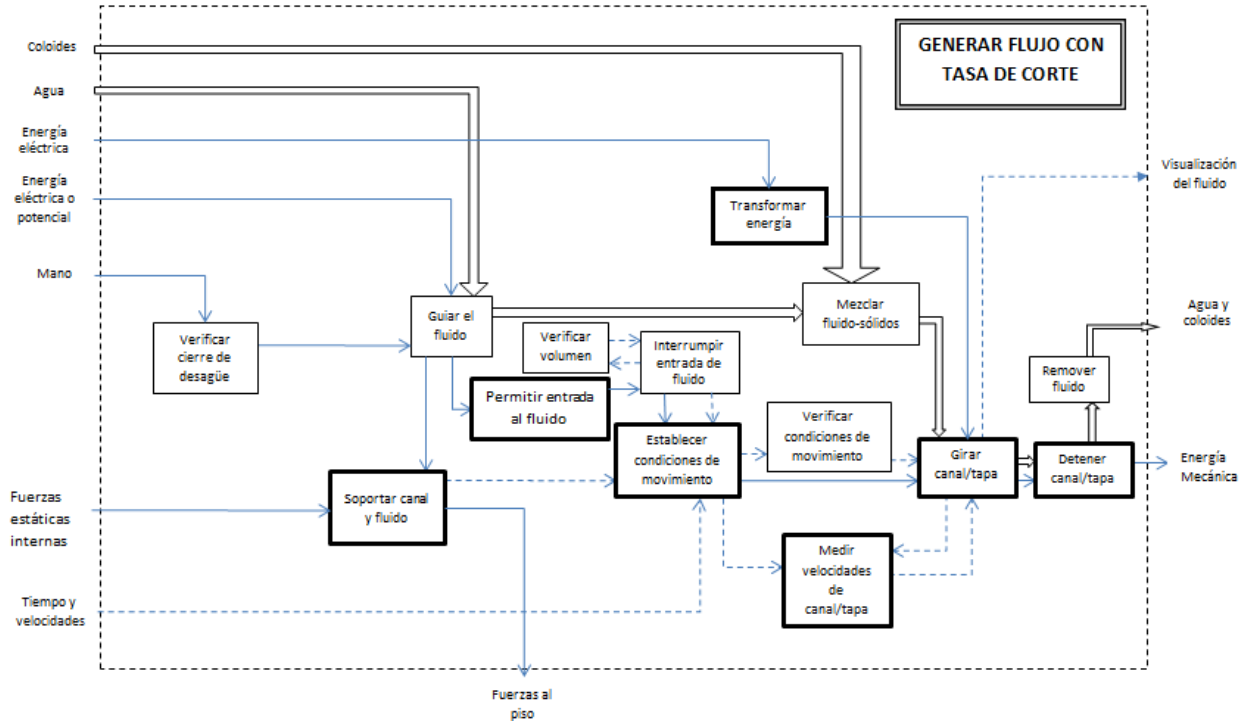 GENERAR FLUJO CON
TASA DE CORTE
Coloides
Agua
Energía
eléctrica
Energía
eléctrica o
potencial
Mano
Fuerzas
estáticas
internas
Tiempo y
velocidades
Verificar
cierre de
desagüe
Guiar el
fluido
Verificar
volumen
Interrumpir
entrada de
fluido
Permitir entrada
al fluido
Soportar canal
y fluido
Establecer
condiciones de
movimiento
Verificar
condiciones de
movimiento
Transformar
energía
Mezclar
fluido-sólidos
Girar
canal/tapa
Medir
velocidades
de
canal/tapa
Remover
fluido
Detener
canal/tapa
Visualización
del fluido
Agua y
coloides
Energía
Mecánica
Fuerzas al
piso